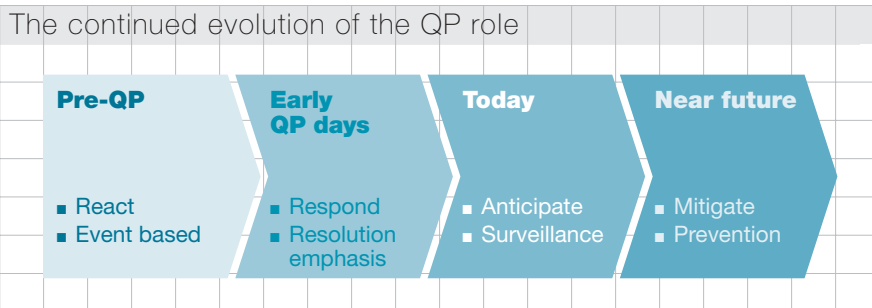 The continued evolution of the QP role
Pre-QP
■ React
■ Event based
Early
QP days
■ Respond
■ Resolution
emphasis
Today
■ Anticipate
■ Surveillance
Near future
■ Mitigate
■ Prevention